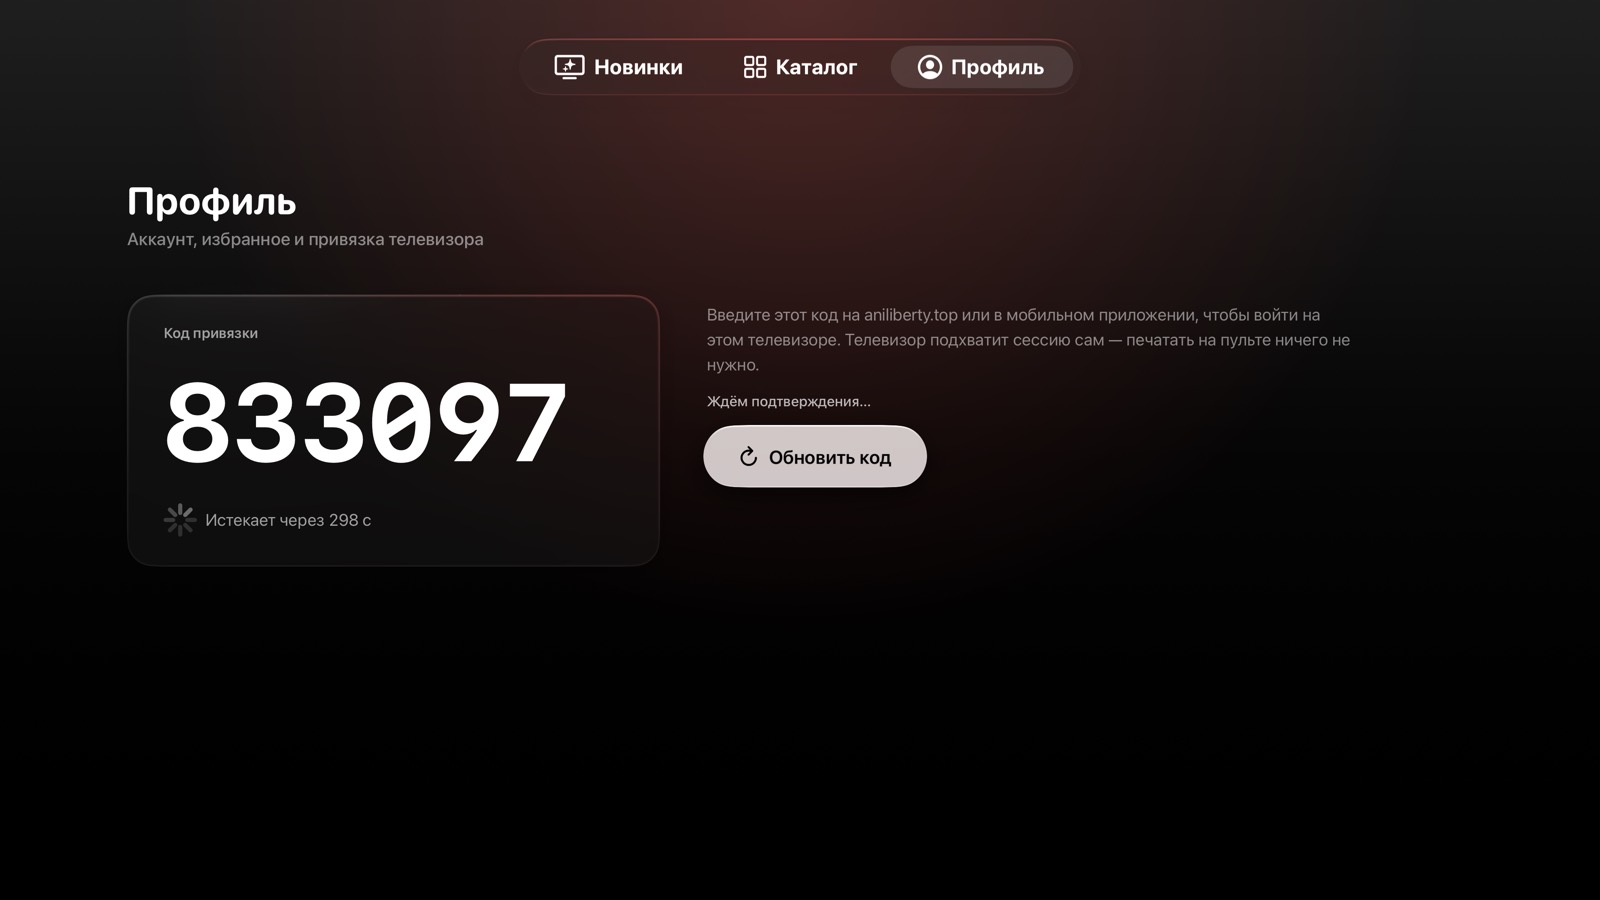 Новинки
Каталог
Профиль
Профиль
Аккаунт, избранное и привязка телевизора
Код привязки
833097
Истекает через 298 с
Введите этот код на aniliberty.top или в мобильном приложении, чтобы войти на
этом телевизоре. Телевизор подхватит сессию сам — печатать на пульте ничего не
нужно.
Ждём подтверждения...
Обновить код